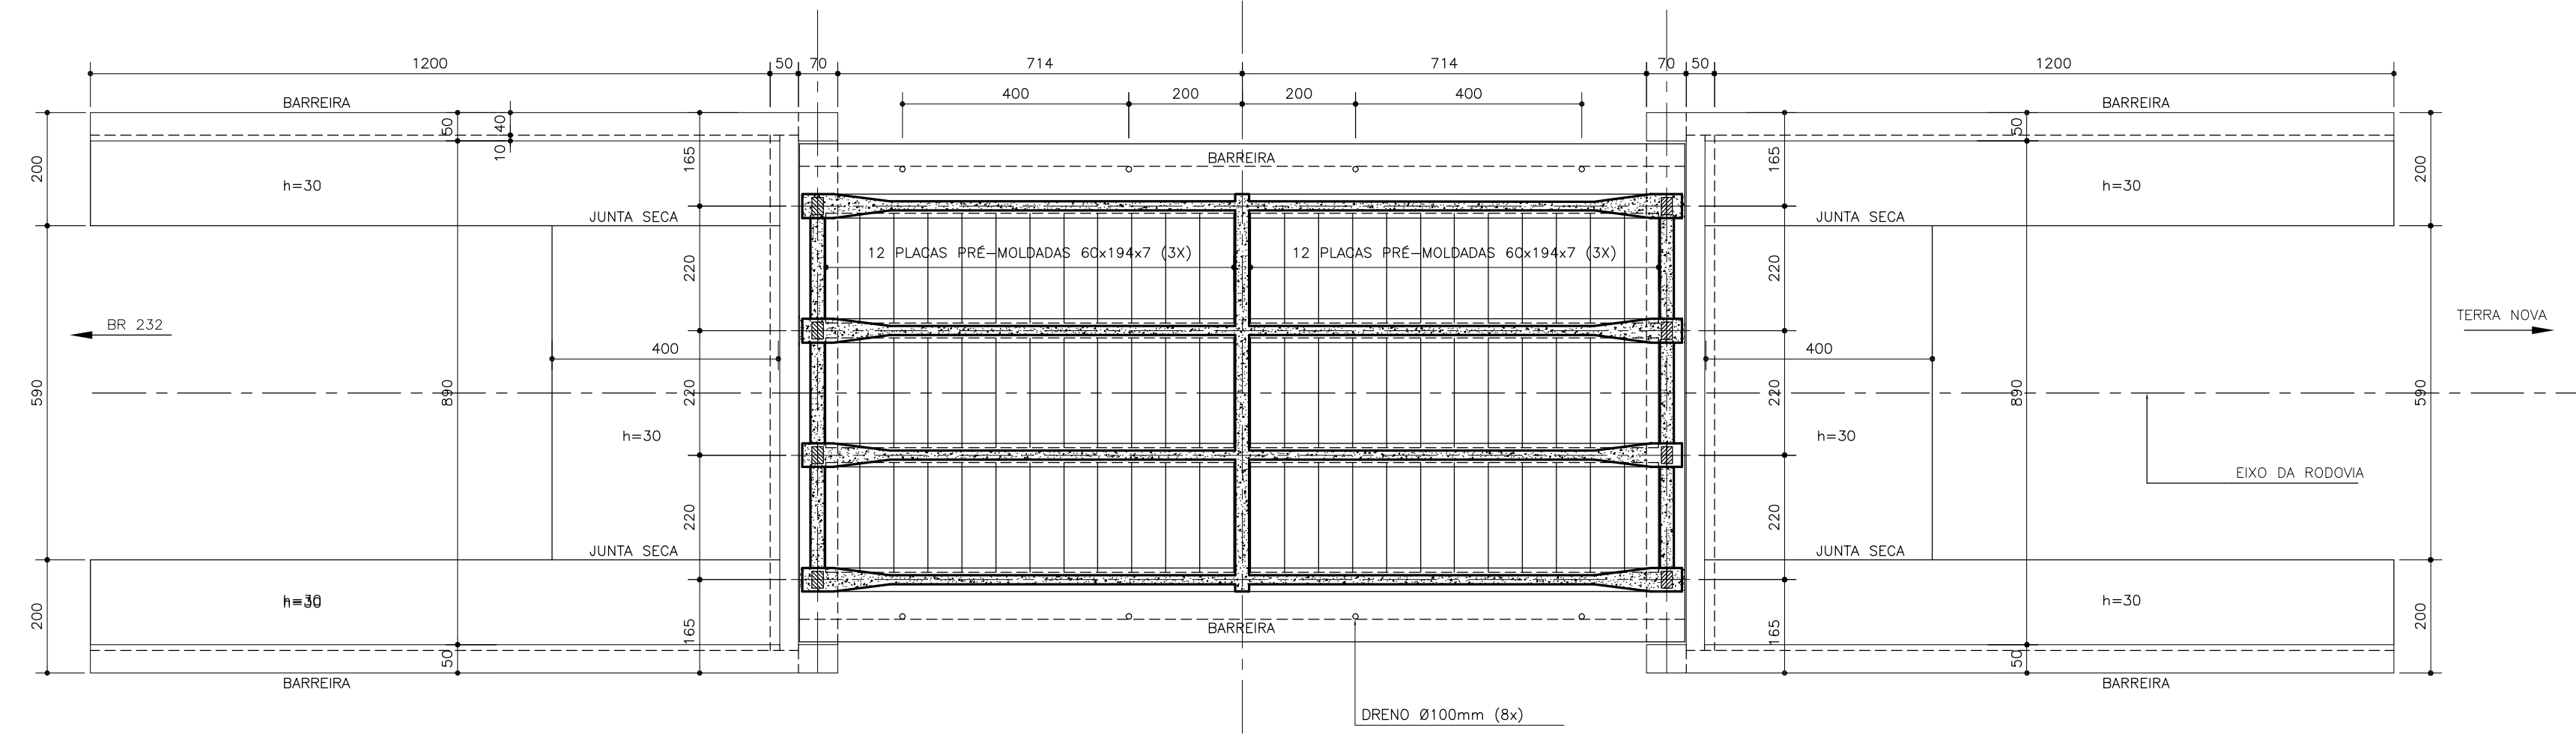 1200 50 70 714 714 70 50 1200
400 200 200 400
BARREIRA BARREIRA
50 40 50
10
BARREIRA
200 165 165 200
h=30 h=30
JUNTA SECA JUNTA SECA
12 PLACAS PRÉ-MOLDADAS 60x194x7 (3X) 12 PLACAS PRÉ-MOLDADAS 60x194x7 (3X)
220 220
BR 232 TERRA NOVA
400 400
590 890 220 220 890 590
h=30 h=30
EIXO DA RODOVIA
220 220
JUNTA SECA JUNTA SECA
h=30 h=30
h=30
200 165 165 200
BARREIRA
50 50
BARREIRA BARREIRA
DRENO Ø100mm (8x)